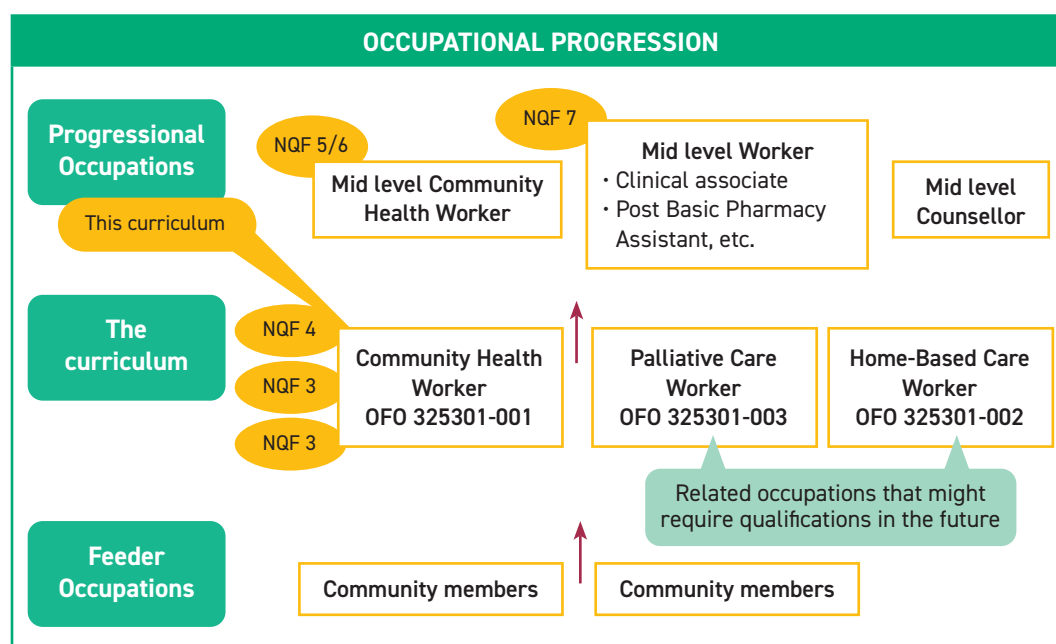 OCCUPATIONAL PROGRESSION
Progressional
Occupations
NQF 5/6
Mid level Community
Health Worker
NQF 7
Mid level Worker
· Clinical associate
· Post Basic Pharmacy
Assistant, etc.
Mid level
Counsellor
This curriculum
The
curriculum
NQF 4
NQF 3
NQF 3
Community Health
Worker
OFO 325301-001
Palliative Care
Worker
OFO 325301-003
Home-Based Care
Worker
OFO 325301-002
Related occupations that might
require qualifications in the future
Feeder
Occupations
Community members
Community members